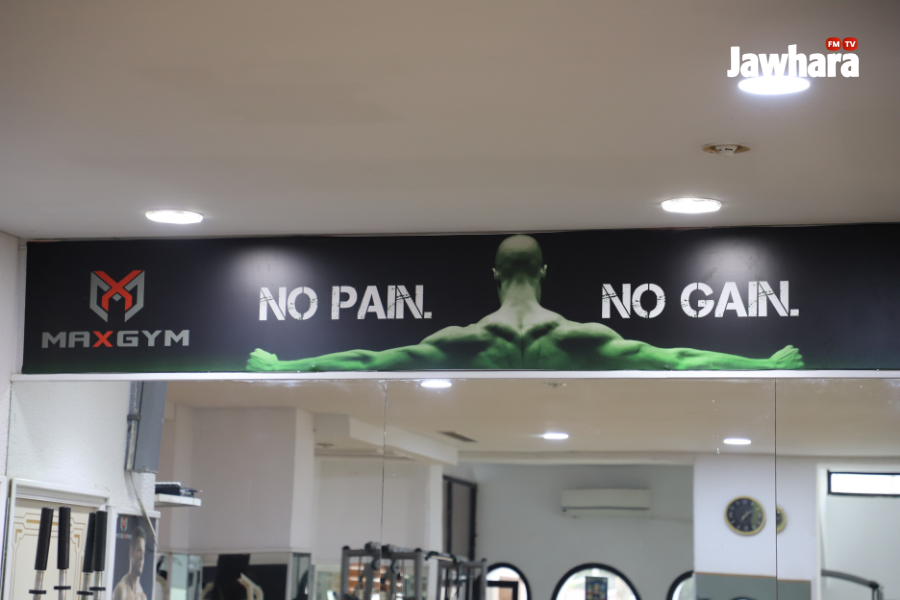 FM TV
Jawhara
NO PAIN. NO GAIN.
MAXGYM